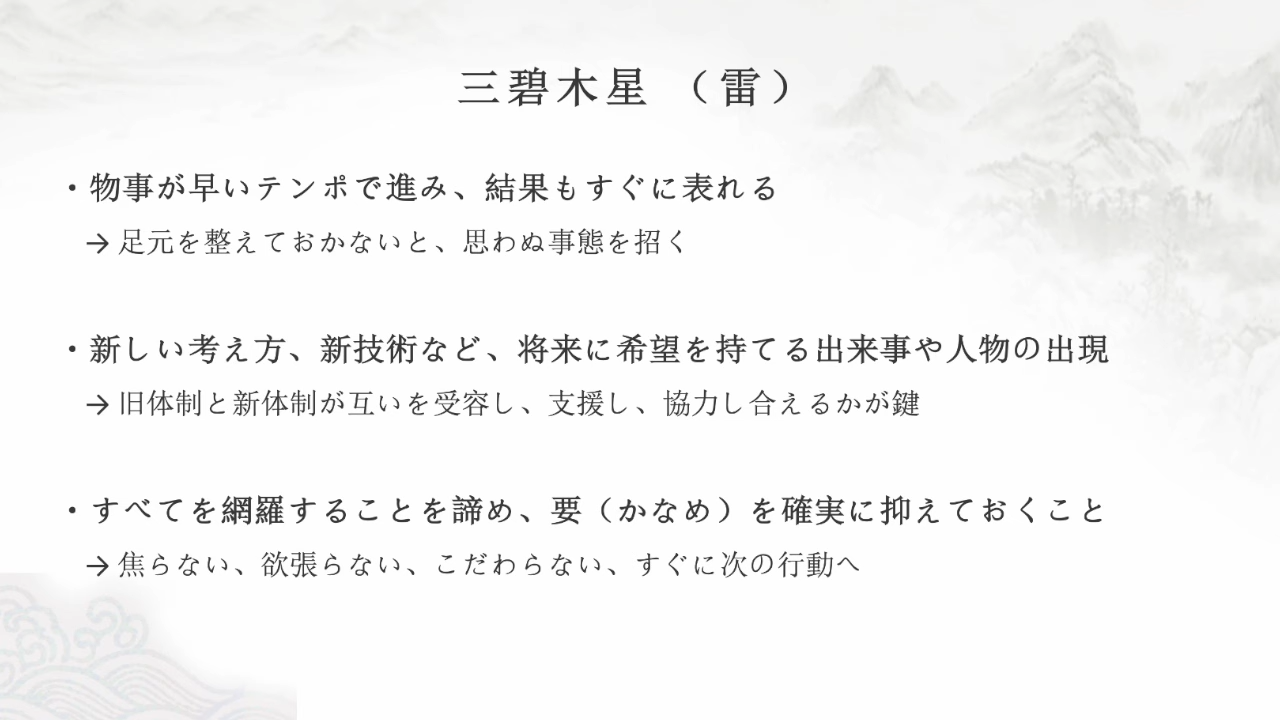 三碧木星 （雷）
・物事が早いテンポで進み、結果もすぐに表れる
→ 足元を整えておかないと、思わぬ事態を招く
・新しい考え方、新技術など、将来に希望を持てる出来事や人物の出現
→ 旧体制と新体制が互いを受容し、支援し、協力し合えるかが鍵
・すべてを網羅することを諦め、要（かなめ）を確実に抑えておくこと
→ 焦らない、欲張らない、こだわらない、すぐに次の行動へ